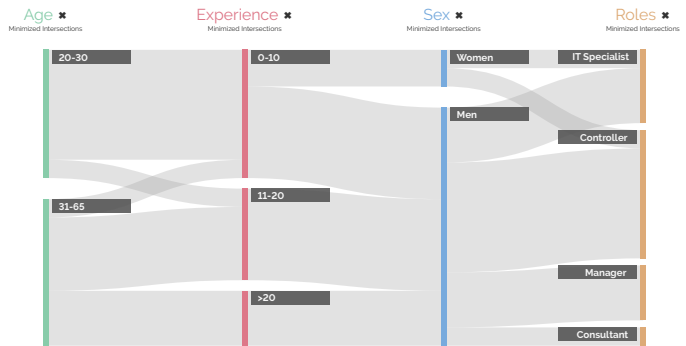 Age ✖
Minimized Intersections
Experience ✖
Minimized Intersections
Sex ✖
Minimized Intersections
Roles ✖
Minimized Intersections
20-30
31-65
0-10
11-20
>20
Women
Men
IT Specialist
Controller
Manager
Consultant